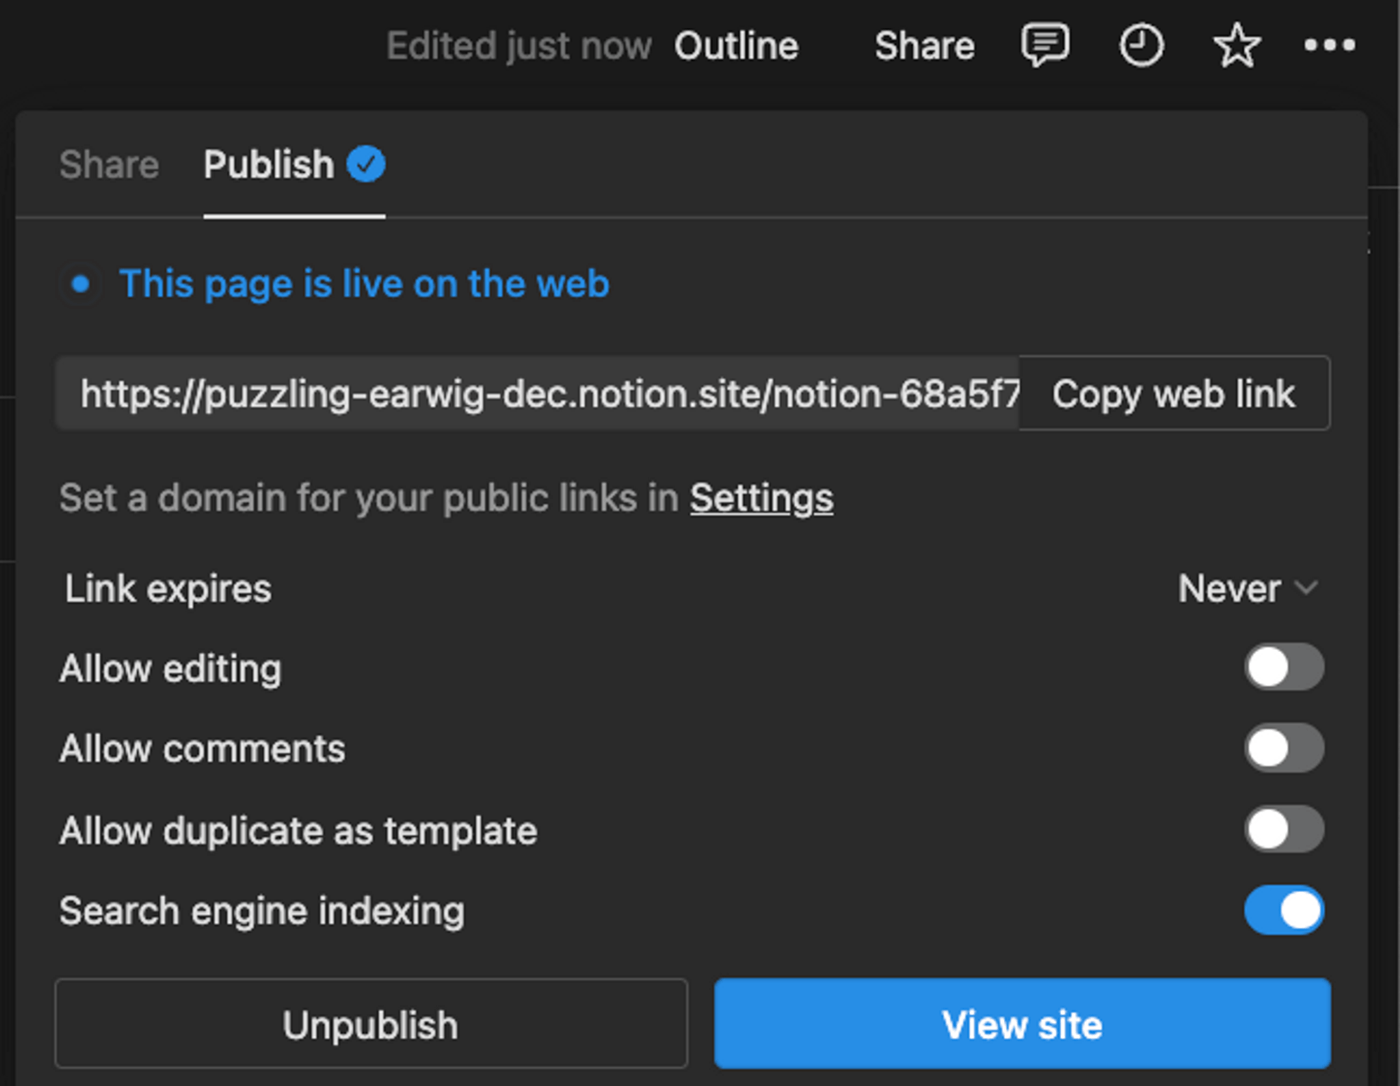 Edited just now Outline Share
Share Publish
This page is live on the web
https://puzzling-earwig-dec.notion.site/notion-68a5f7 Copy web link
Set a domain for your public links in Settings
Link expires Never
Allow editing
Allow comments
Allow duplicate as template
Search engine indexing
Unpublish View site